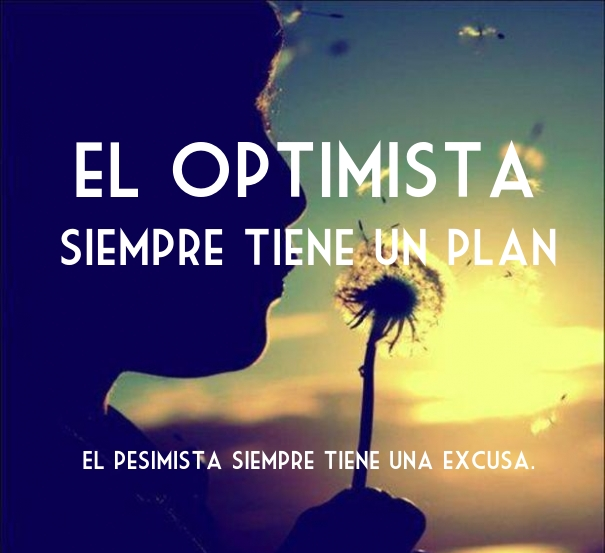 EL OPTIMISTA
SIEMPRE TIENE UN PLAN
EL PESIMISTA SIEMPRE TIENE UNA EXCUSA.